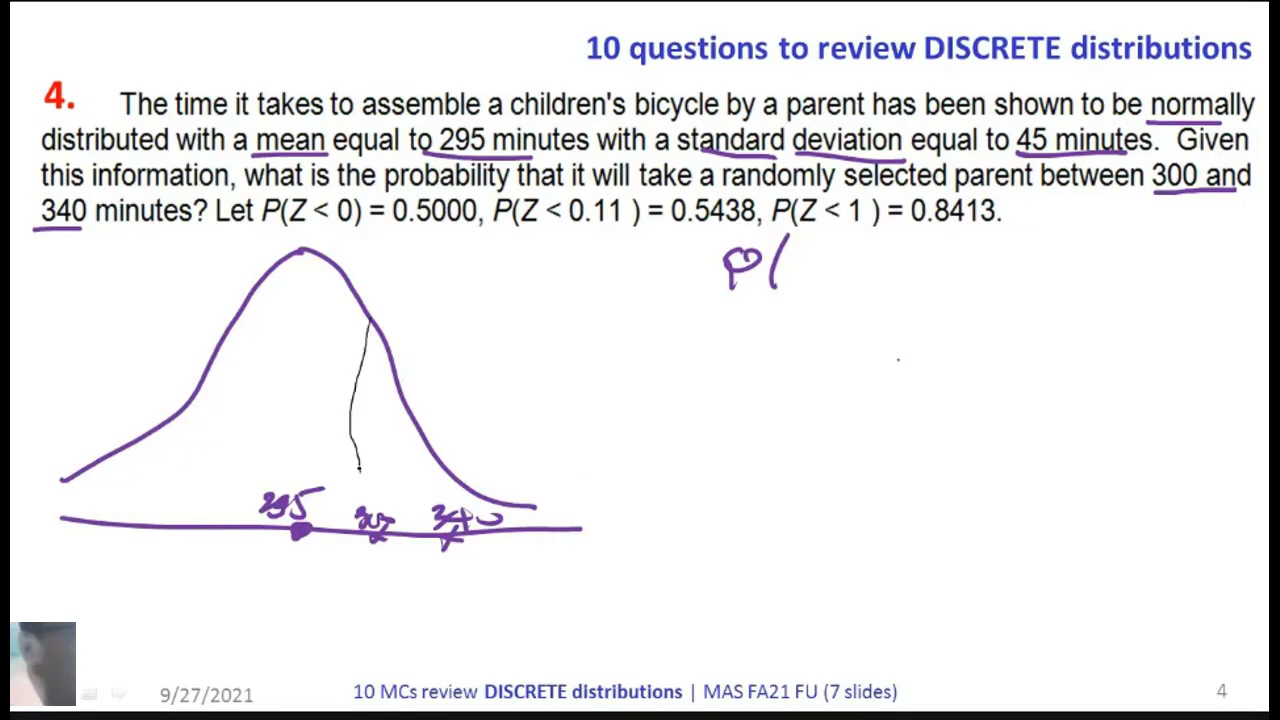 10 questions to review DISCRETE distributions
4. The time it takes to assemble a children's bicycle by a parent has been shown to be normally
distributed with a mean equal to 295 minutes with a standard deviation equal to 45 minutes. Given
this information, what is the probability that it will take a randomly selected parent between 300 and
340 minutes? Let P(Z < 0) = 0.5000, P(Z < 0.11 ) = 0.5438, P(Z < 1 ) = 0.8413.
P(
295 340
9/27/2021 10 MCs review DISCRETE distributions | MAS FA21 FU (7 slides) 4